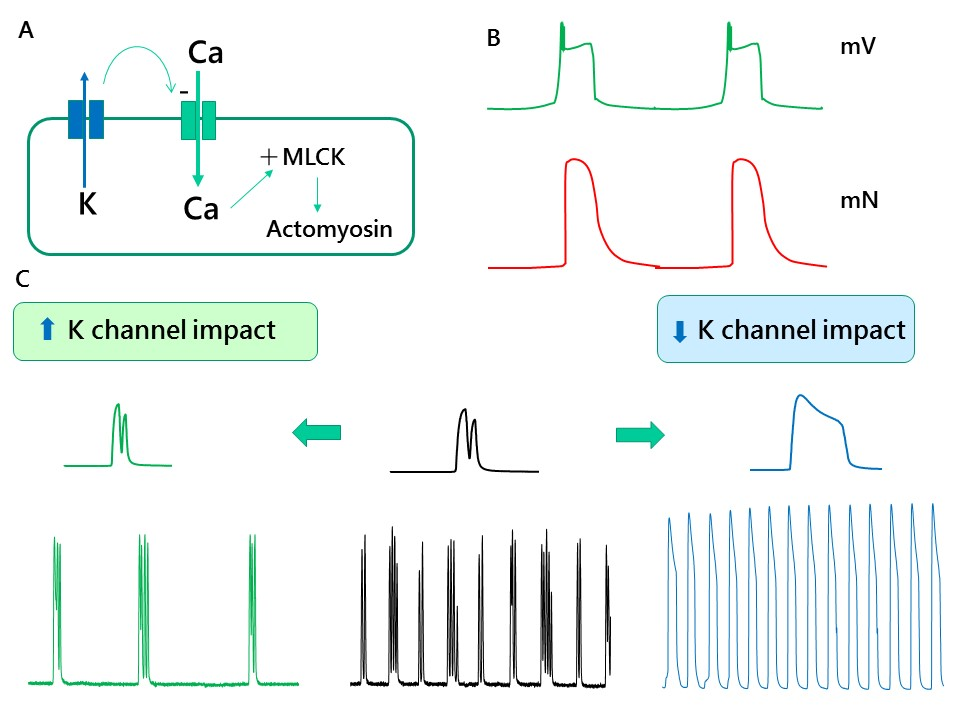 A
Ca
-
K
Ca
+ MLCK
Actomyosin
B
mV
mN
C
K channel impact
K channel impact